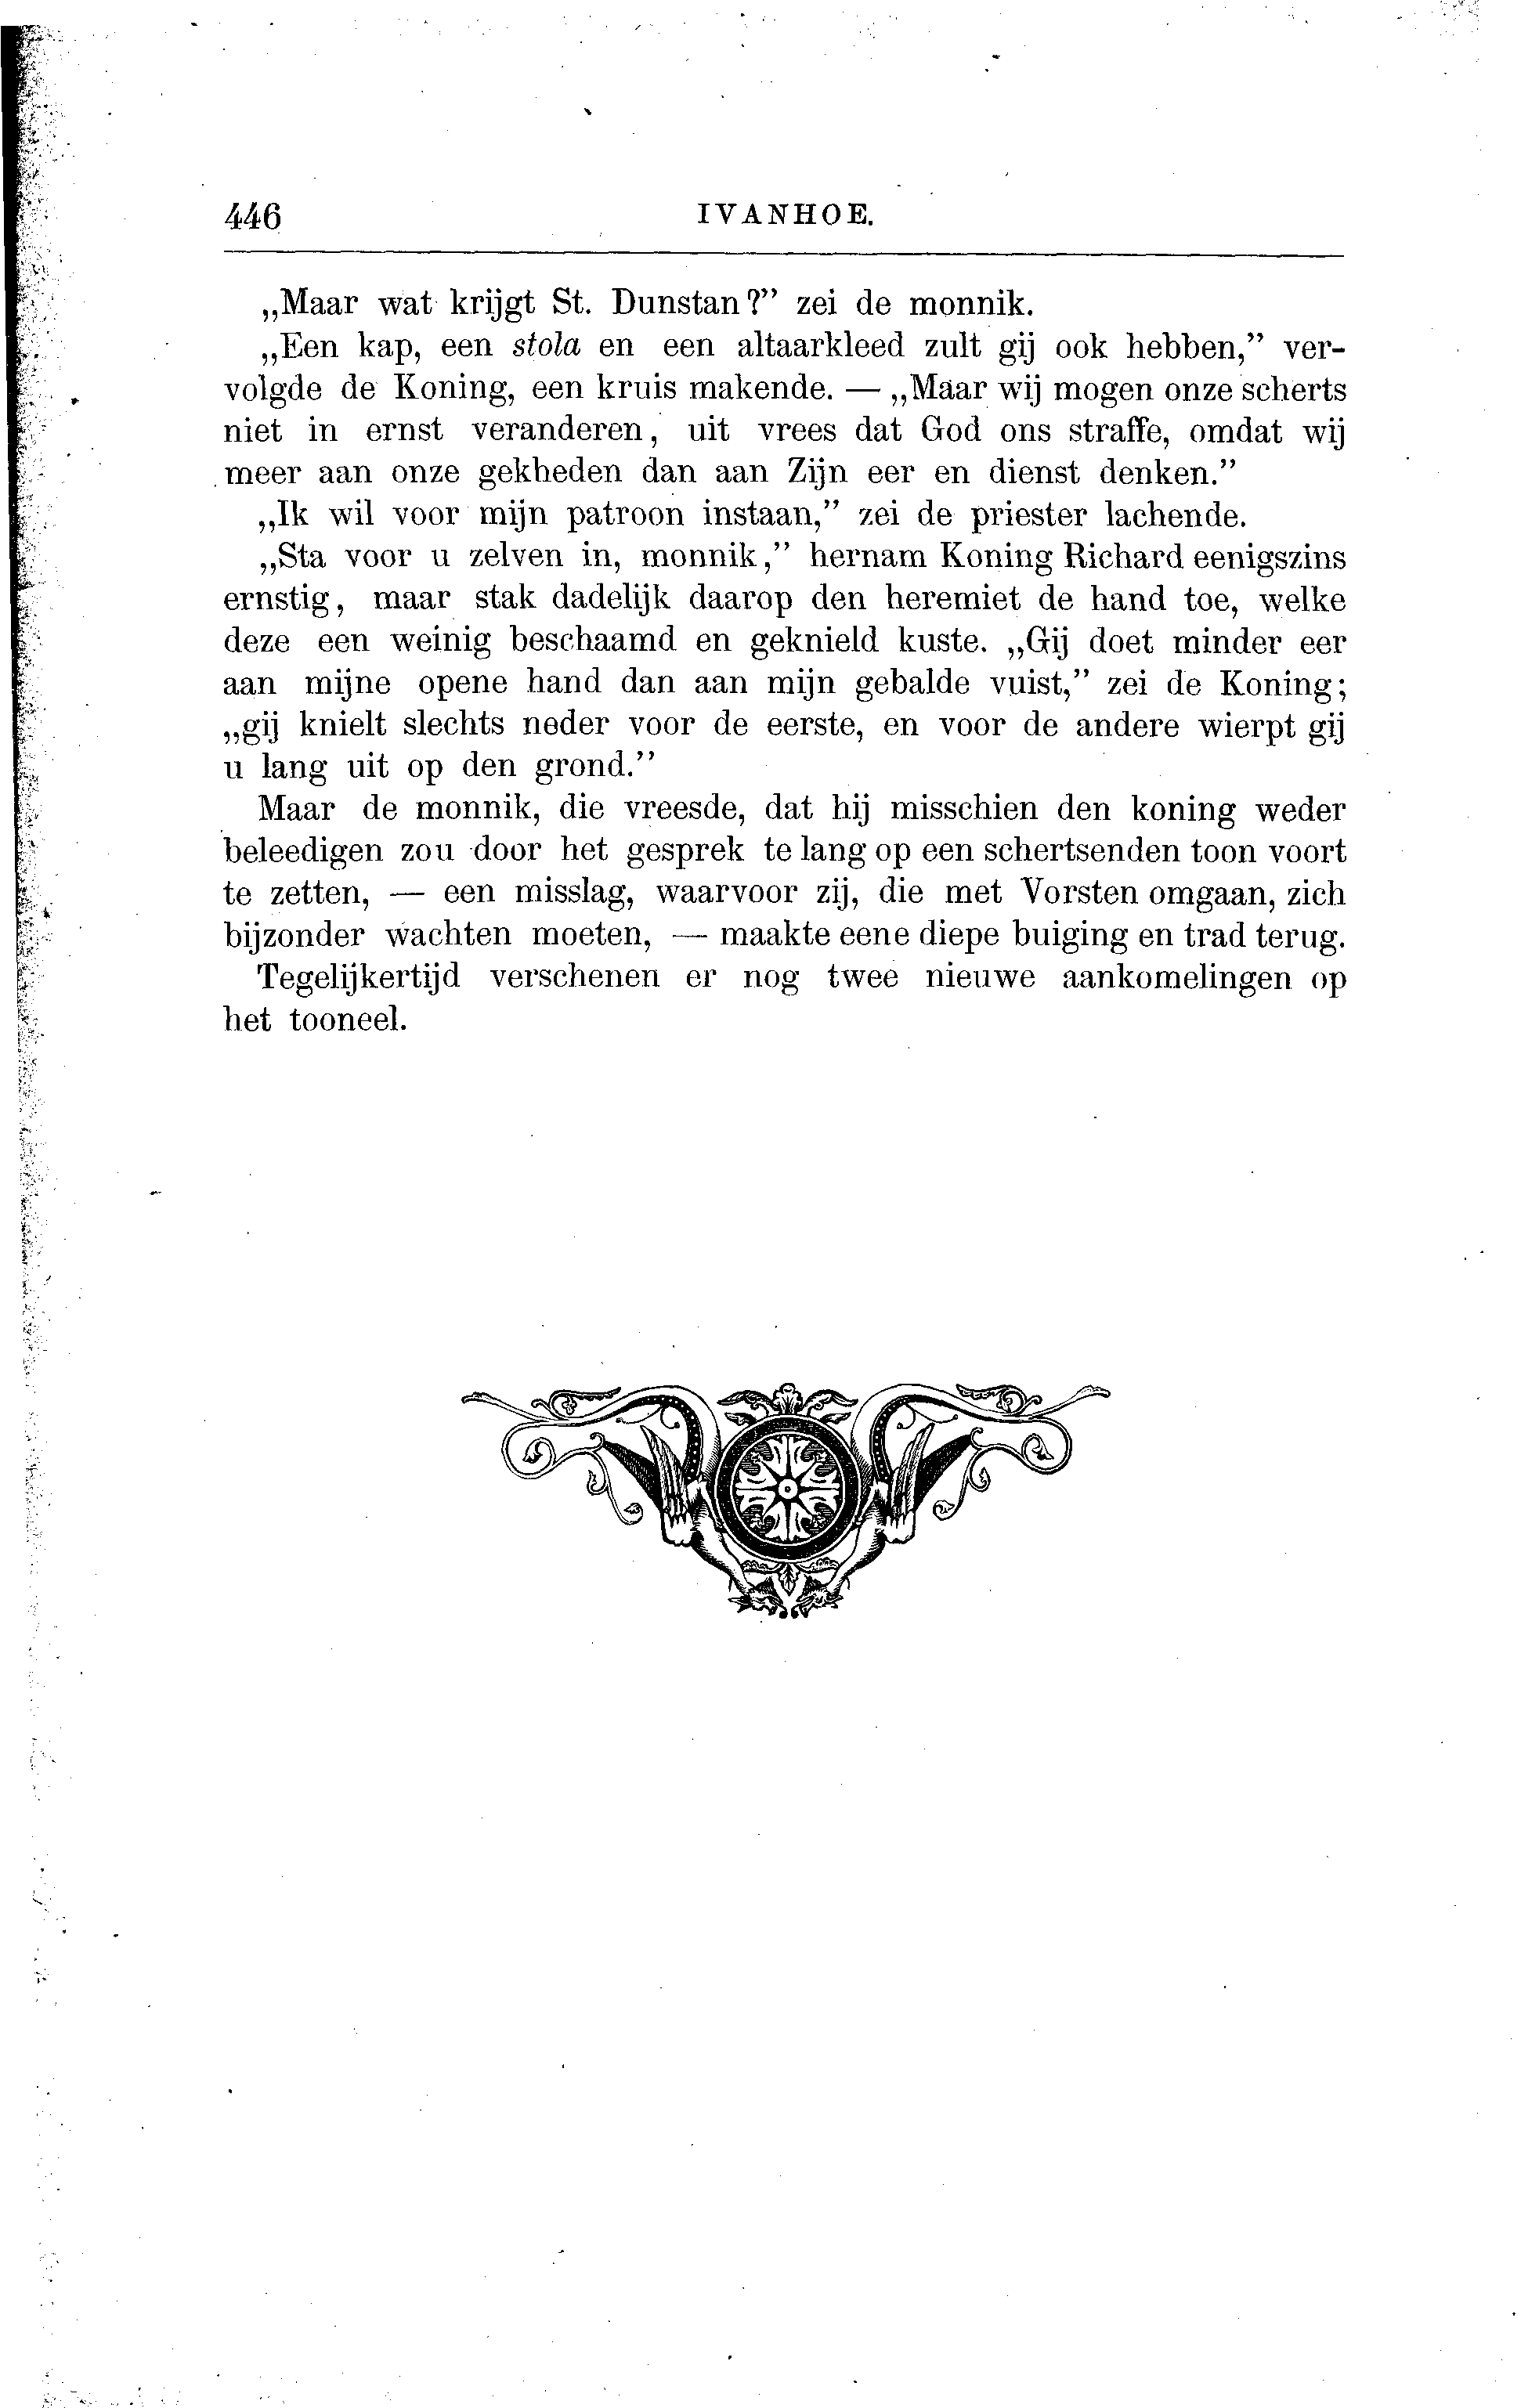 446 IVANHOE.
„Maar wat krijgt St. Dunstan?” zei de monnik.
„Een kap, een stola en een altaarkleed zult gij ook hebben,” ver-
volgde de Koning, een kruis makende. — „Maar wij mogen onze scherts
niet in ernst veranderen, uit vrees dat God ons straffe, omdat wij
meer aan onze gekheden dan aan Zijn eer en dienst denken.”
„Ik wil voor mijn patroon instaan,” zei de priester lachende.
„Sta voor u zelven in, monnik,” hernam Koning Richard eenigszins
ernstig, maar stak dadelijk daarop den heremiet de hand toe, welke
deze een weinig beschaamd en geknield kuste. „Gij doet minder eer
aan mijne opene hand dan aan mijn gebalde vuist,” zei de Koning;
„gij knielt slechts neder voor de eerste, en voor de andere wierpt gij
u lang uit op den grond.”
Maar de monnik, die vreesde, dat hij misschien den koning weder
beleedigen zou door het gesprek te lang op een schertsenden toon voort
te zetten, — een misslag, waarvoor zij, die met Vorsten omgaan, zich
bijzonder wachten moeten, — maakte eene diepe buiging en trad terug.
Tegelijkertijd verschenen er nog twee nieuwe aankomelingen op
het tooneel.